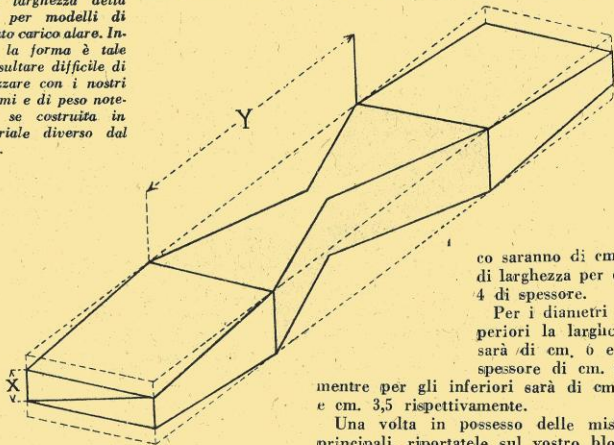 larghezza della
per modelli di
to carico alare. In-
la forma è tale
sultare difficile di
zzare con i nostri
mi e di peso note-
se costruita in
riale diverso dal
Y
X
co saranno di cm
di larghezza per
4 di spessore.
Per i diametri
periori la largh
sarà di cm. 6 e
spessore di cm.
mentre per gli inferiori sarà di cm
e cm. 3,5 rispettivamente.
Una volta in possesso delle mi
principali, riportatele sul vostro blo